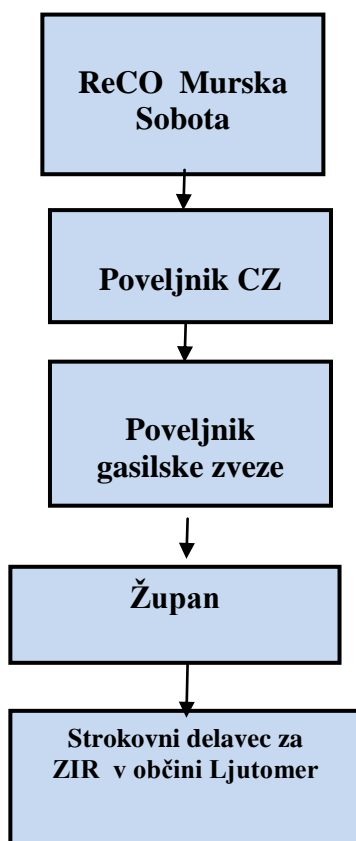 ReCO Murska
Sobota
Poveljnik CZ
Poveljnik
gasilske zveze
Župan
Strokovni delavec za
ZIR v občini Ljutomer